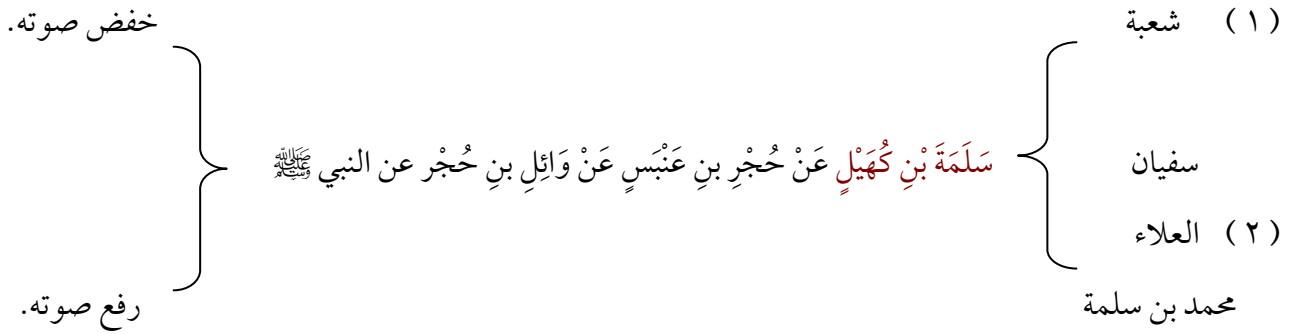 ( ١ ) شعبة خفض صوته.
سفيان سَلَمَةَ بْنِ كُهَيْلٍ عَنْ حُجْرِ بنِ عَنْبَسٍ عَنْ وَائِلِ بنِ حُجْر عن النبي ﷺ
( ٢ ) العلاء
محمد بن سلمة رفع صوته.